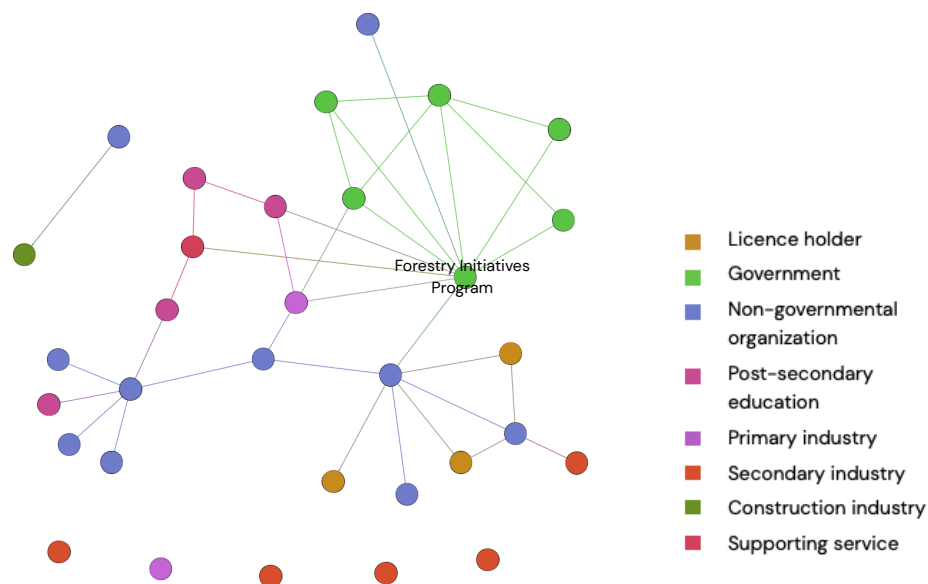 Forestry Initiatives
Program
Licence holder
Government
Non-governmental
organization
Post-secondary
education
Primary industry
Secondary industry
Construction industry
Supporting service